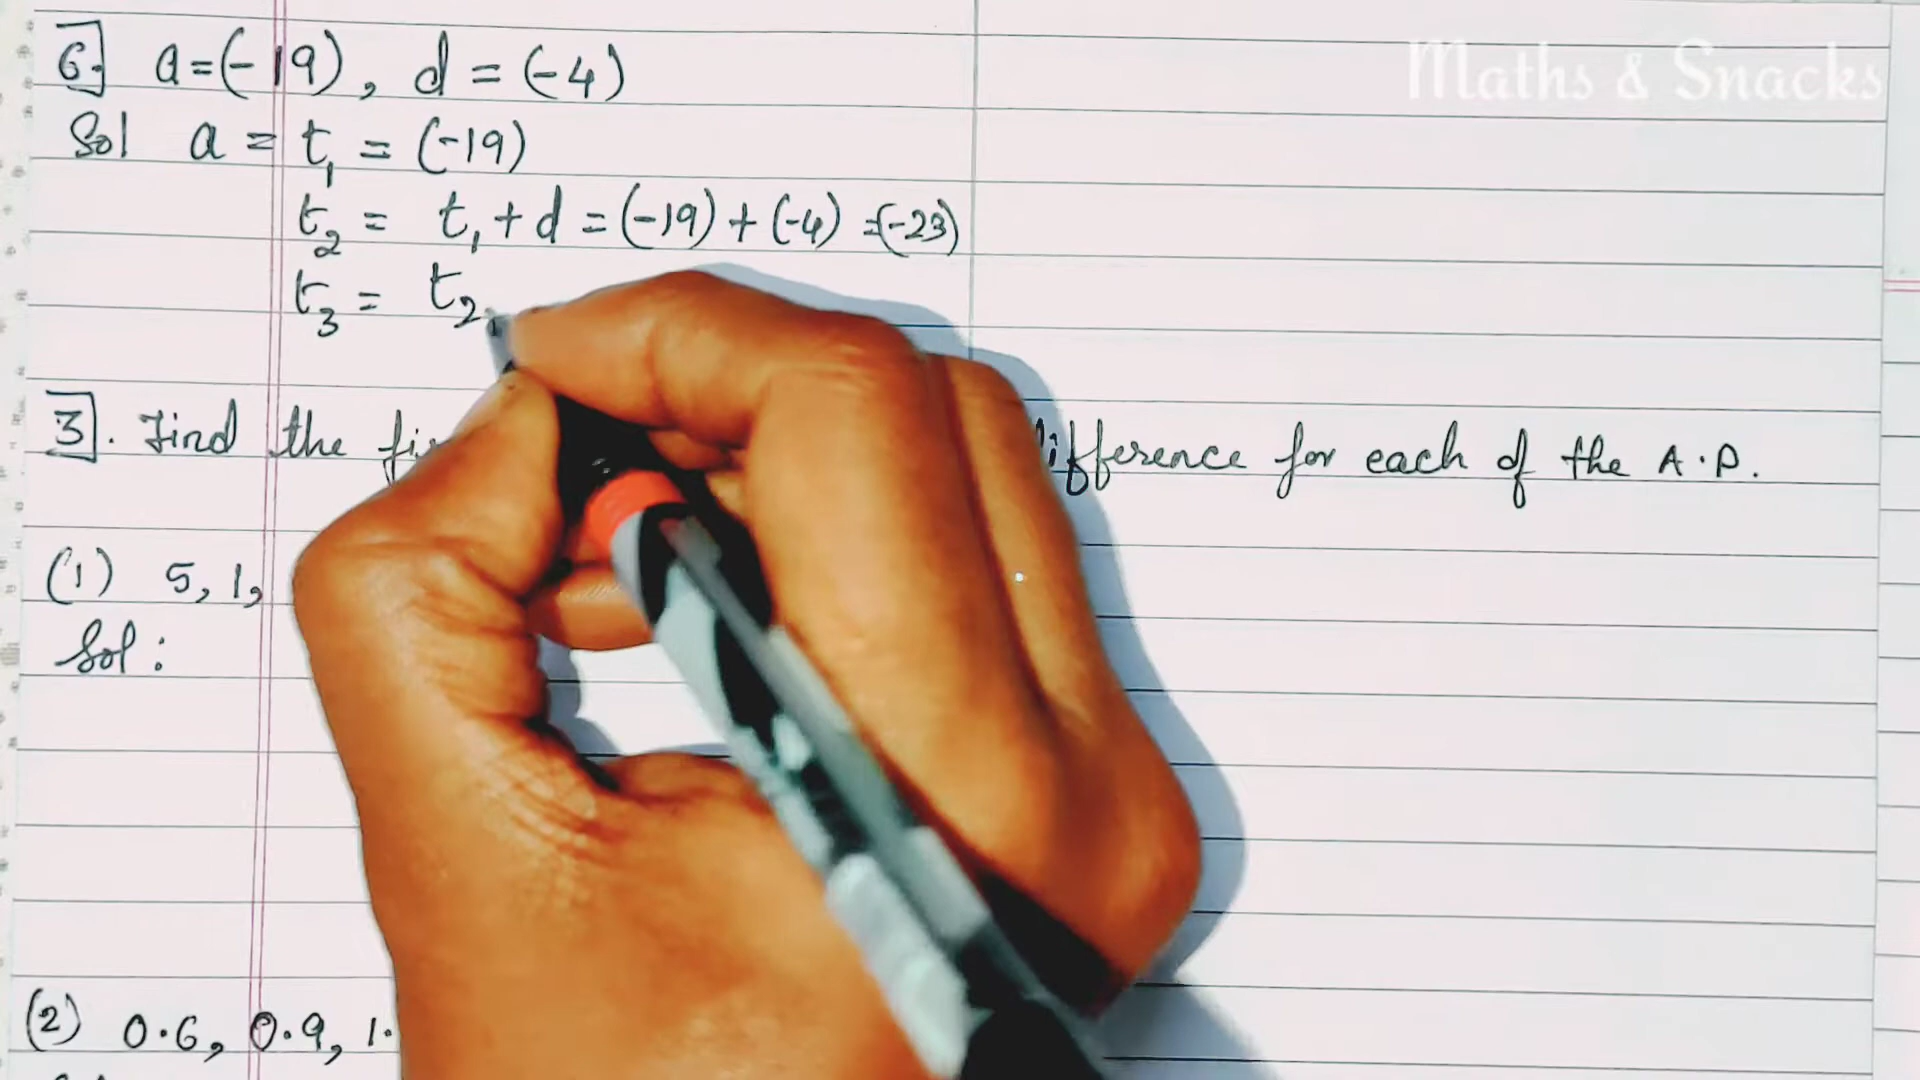 Maths & Snacks
6. a=(-19), d = (-4)
Sol a = t₁ = (-19)
t₂ = t₁ + d = (-19) + (-4) =(-23)
t₃ = t₂
3. Find the ifference for each of the A.P.
(1) 5, 1,
Sol :
(2) 0.6, 0.9, 1.